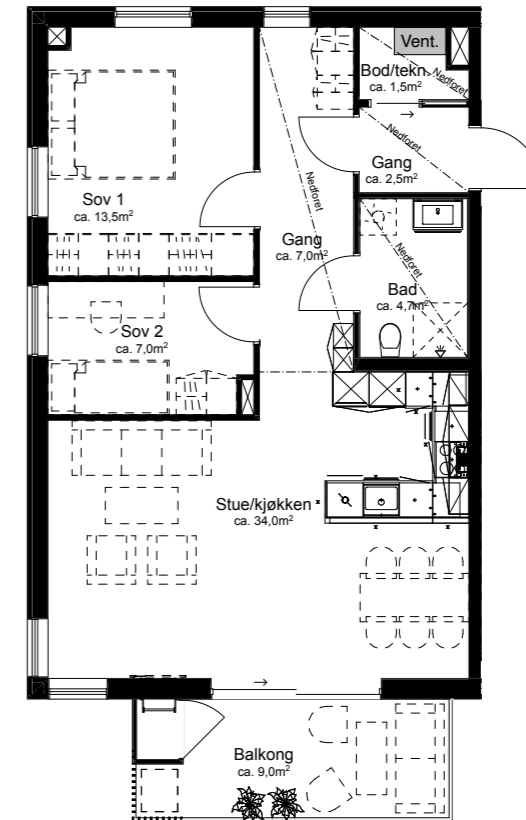 Vent.
Bod/tekn.
ca. 1,5m²
Nedforet
Nedforet
Gang
ca. 2,5m²
Sov 1
ca. 13,5m²
Nedforet
Gang
ca. 7,0m²
Nedforet
Bad
ca. 4,7m²
Sov 2
ca. 7,0m²
Stue/kjøkken
ca. 34,0m²
Balkong
ca. 9,0m²